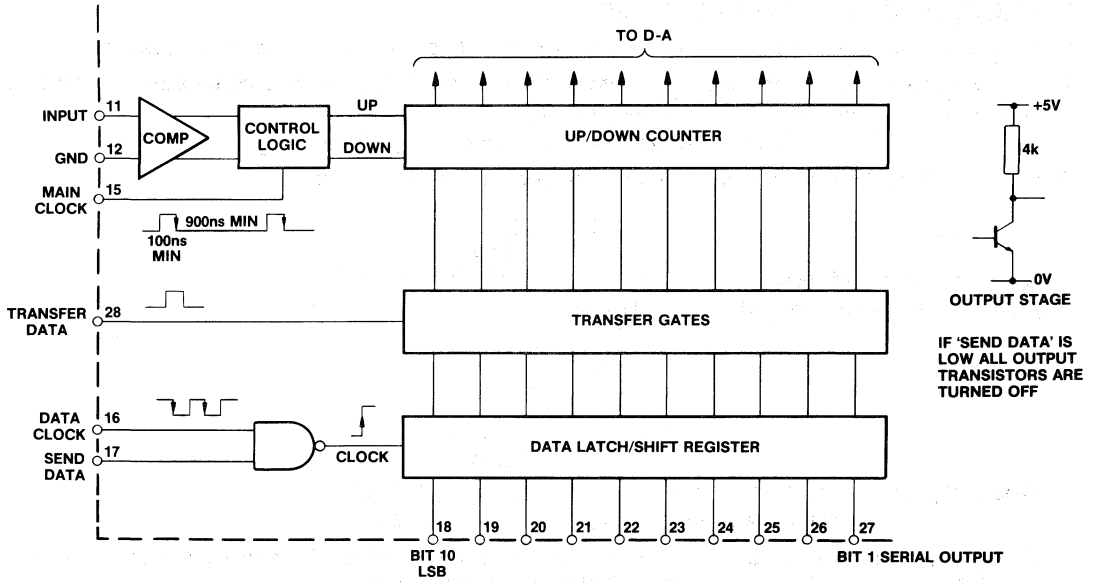 TO D-A
INPUT
11
COMP
CONTROL
LOGIC
UP
DOWN
UP/DOWN COUNTER
GND
12
MAIN
CLOCK
15
900ns MIN
100ns
MIN
+5V
4k
0V
OUTPUT STAGE
TRANSFER
DATA
28
TRANSFER GATES
IF 'SEND DATA' IS
LOW ALL OUTPUT
TRANSISTORS ARE
TURNED OFF
DATA
CLOCK
16
SEND
DATA
17
CLOCK
DATA LATCH/SHIFT REGISTER
18
19
20
21
22
23
24
25
26
27
BIT 10
LSB
BIT 1 SERIAL OUTPUT